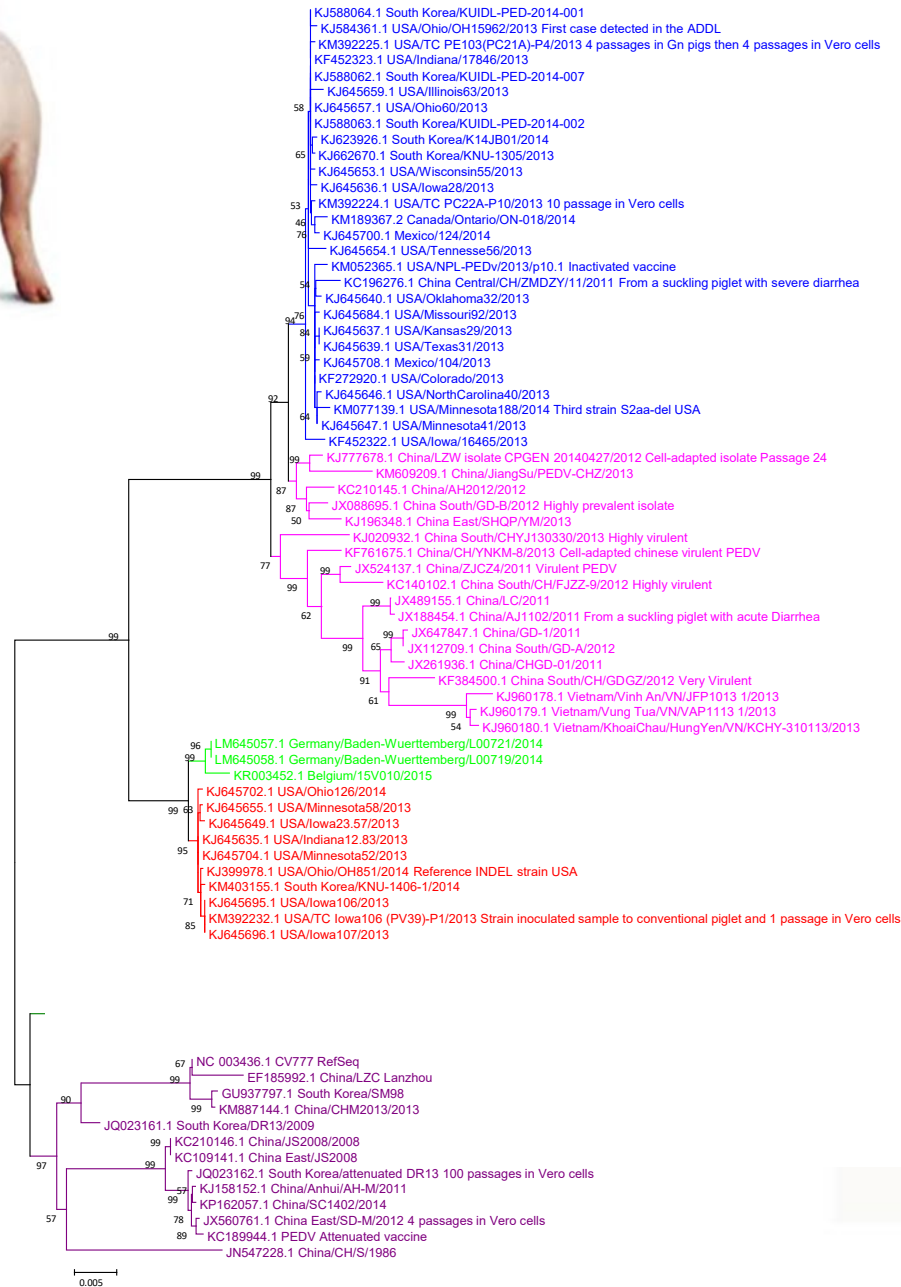 KJ588064.1 South Korea/KUIDL-PED-2014-001
KJ584361.1 USA/Ohio/OH15962/2013 First case detected in the ADDL
KM392225.1 USA/TC PE103(PC21A)-P4/2013 4 passages in Gn pigs then 4 passages in Vero cells
KF452323.1 USA/Indiana/17846/2013
KJ588062.1 South Korea/KUIDL-PED-2014-007
KJ645659.1 USA/Illinois63/2013
58
KJ645657.1 USA/Ohio60/2013
KJ588063.1 South Korea/KUIDL-PED-2014-002
KJ623926.1 South Korea/K14JB01/2014
65
KJ662670.1 South Korea/KNU-1305/2013
KJ645653.1 USA/Wisconsin55/2013
KJ645636.1 USA/Iowa28/2013
53
KM392224.1 USA/TC PC22A-P10/2013 10 passage in Vero cells
46
KM189367.2 Canada/Ontario/ON-018/2014
76
KJ645700.1 Mexico/124/2014
KJ645654.1 USA/Tennesse56/2013
KM052365.1 USA/NPL-PEDv/2013/p10.1 Inactivated vaccine
54
KC196276.1 China Central/CH/ZMDZY/11/2011 From a suckling piglet with severe diarrhea
KJ645640.1 USA/Oklahoma32/2013
94
76
KJ645684.1 USA/Missouri92/2013
84
KJ645637.1 USA/Kansas29/2013
KJ645639.1 USA/Texas31/2013
59
KJ645708.1 Mexico/104/2013
KF272920.1 USA/Colorado/2013
92
KJ645646.1 USA/NorthCarolina40/2013
KM077139.1 USA/Minnesota188/2014 Third strain S2aa-del USA
64
KJ645647.1 USA/Minnesota41/2013
KF452322.1 USA/Iowa/16465/2013
99
KJ777678.1 China/LZW isolate CPGEN 20140427/2012 Cell-adapted isolate Passage 24
99
KM609209.1 China/JiangSu/PEDV-CHZ/2013
87
KC210145.1 China/AH2012/2012
87
JX088695.1 China South/GD-B/2012 Highly prevalent isolate
50
KJ196348.1 China East/SHQP/YM/2013
KJ020932.1 China South/CHYJ130330/2013 Highly virulent
77
KF761675.1 China/CH/YNKM-8/2013 Cell-adapted chinese virulent PEDV
99
JX524137.1 China/ZJCZ4/2011 Virulent PEDV
99
KC140102.1 China South/CH/FJZZ-9/2012 Highly virulent
99
JX489155.1 China/LC/2011
62
JX188454.1 China/AJ1102/2011 From a suckling piglet with acute Diarrhea
99
JX647847.1 China/GD-1/2011
99
65
JX112709.1 China South/GD-A/2012
JX261936.1 China/CHGD-01/2011
91
KF384500.1 China South/CH/GDGZ/2012 Very Virulent
61
KJ960178.1 Vietnam/Vinh An/VN/JFP1013 1/2013
99
KJ960179.1 Vietnam/Vung Tua/VN/VAP1113 1/2013
54
KJ960180.1 Vietnam/KhoaiChau/HungYen/VN/KCHY-310113/2013
99
96
LM645057.1 Germany/Baden-Wuerttemberg/L00721/2014
99
LM645058.1 Germany/Baden-Wuerttemberg/L00719/2014
KR003452.1 Belgium/15V010/2015
KJ645702.1 USA/Ohio126/2014
99
63
KJ645655.1 USA/Minnesota58/2013
KJ645649.1 USA/Iowa23.57/2013
KJ645635.1 USA/Indiana12.83/2013
95
KJ645704.1 USA/Minnesota52/2013
KJ399978.1 USA/Ohio/OH851/2014 Reference INDEL strain USA
KM403155.1 South Korea/KNU-1406-1/2014
71
KJ645695.1 USA/Iowa106/2013
KM392232.1 USA/TC Iowa106 (PV39)-P1/2013 Strain inoculated sample to conventional piglet and 1 passage in Vero cells
85
KJ645696.1 USA/Iowa107/2013
67
NC 003436.1 CV777 RefSeq
99
EF185992.1 China/LZC Lanzhou
GU937797.1 South Korea/SM98
90
99
KM887144.1 China/CHM2013/2013
JQ023161.1 South Korea/DR13/2009
99
KC210146.1 China/JS2008/2008
97
99
KC109141.1 China East/JS2008
JQ023162.1 South Korea/attenuated DR13 100 passages in Vero cells
57
KJ158152.1 China/Anhui/AH-M/2011
99
KP162057.1 China/SC1402/2014
57
78
JX560761.1 China East/SD-M/2012 4 passages in Vero cells
89
KC189944.1 PEDV Attenuated vaccine
JN547228.1 China/CH/S/1986
0.005